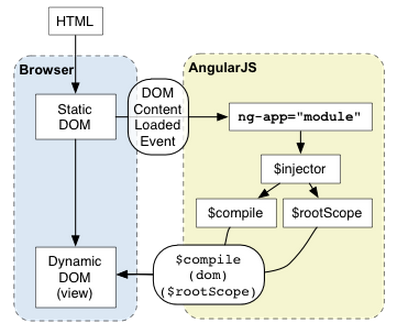 HTML
Browser
AngularJS
Static
DOM
DOM
Content
Loaded
Event
ng-app="module"
$injector
$compile
$rootScope
Dynamic
DOM
(view)
$compile
(dom)
($rootScope)